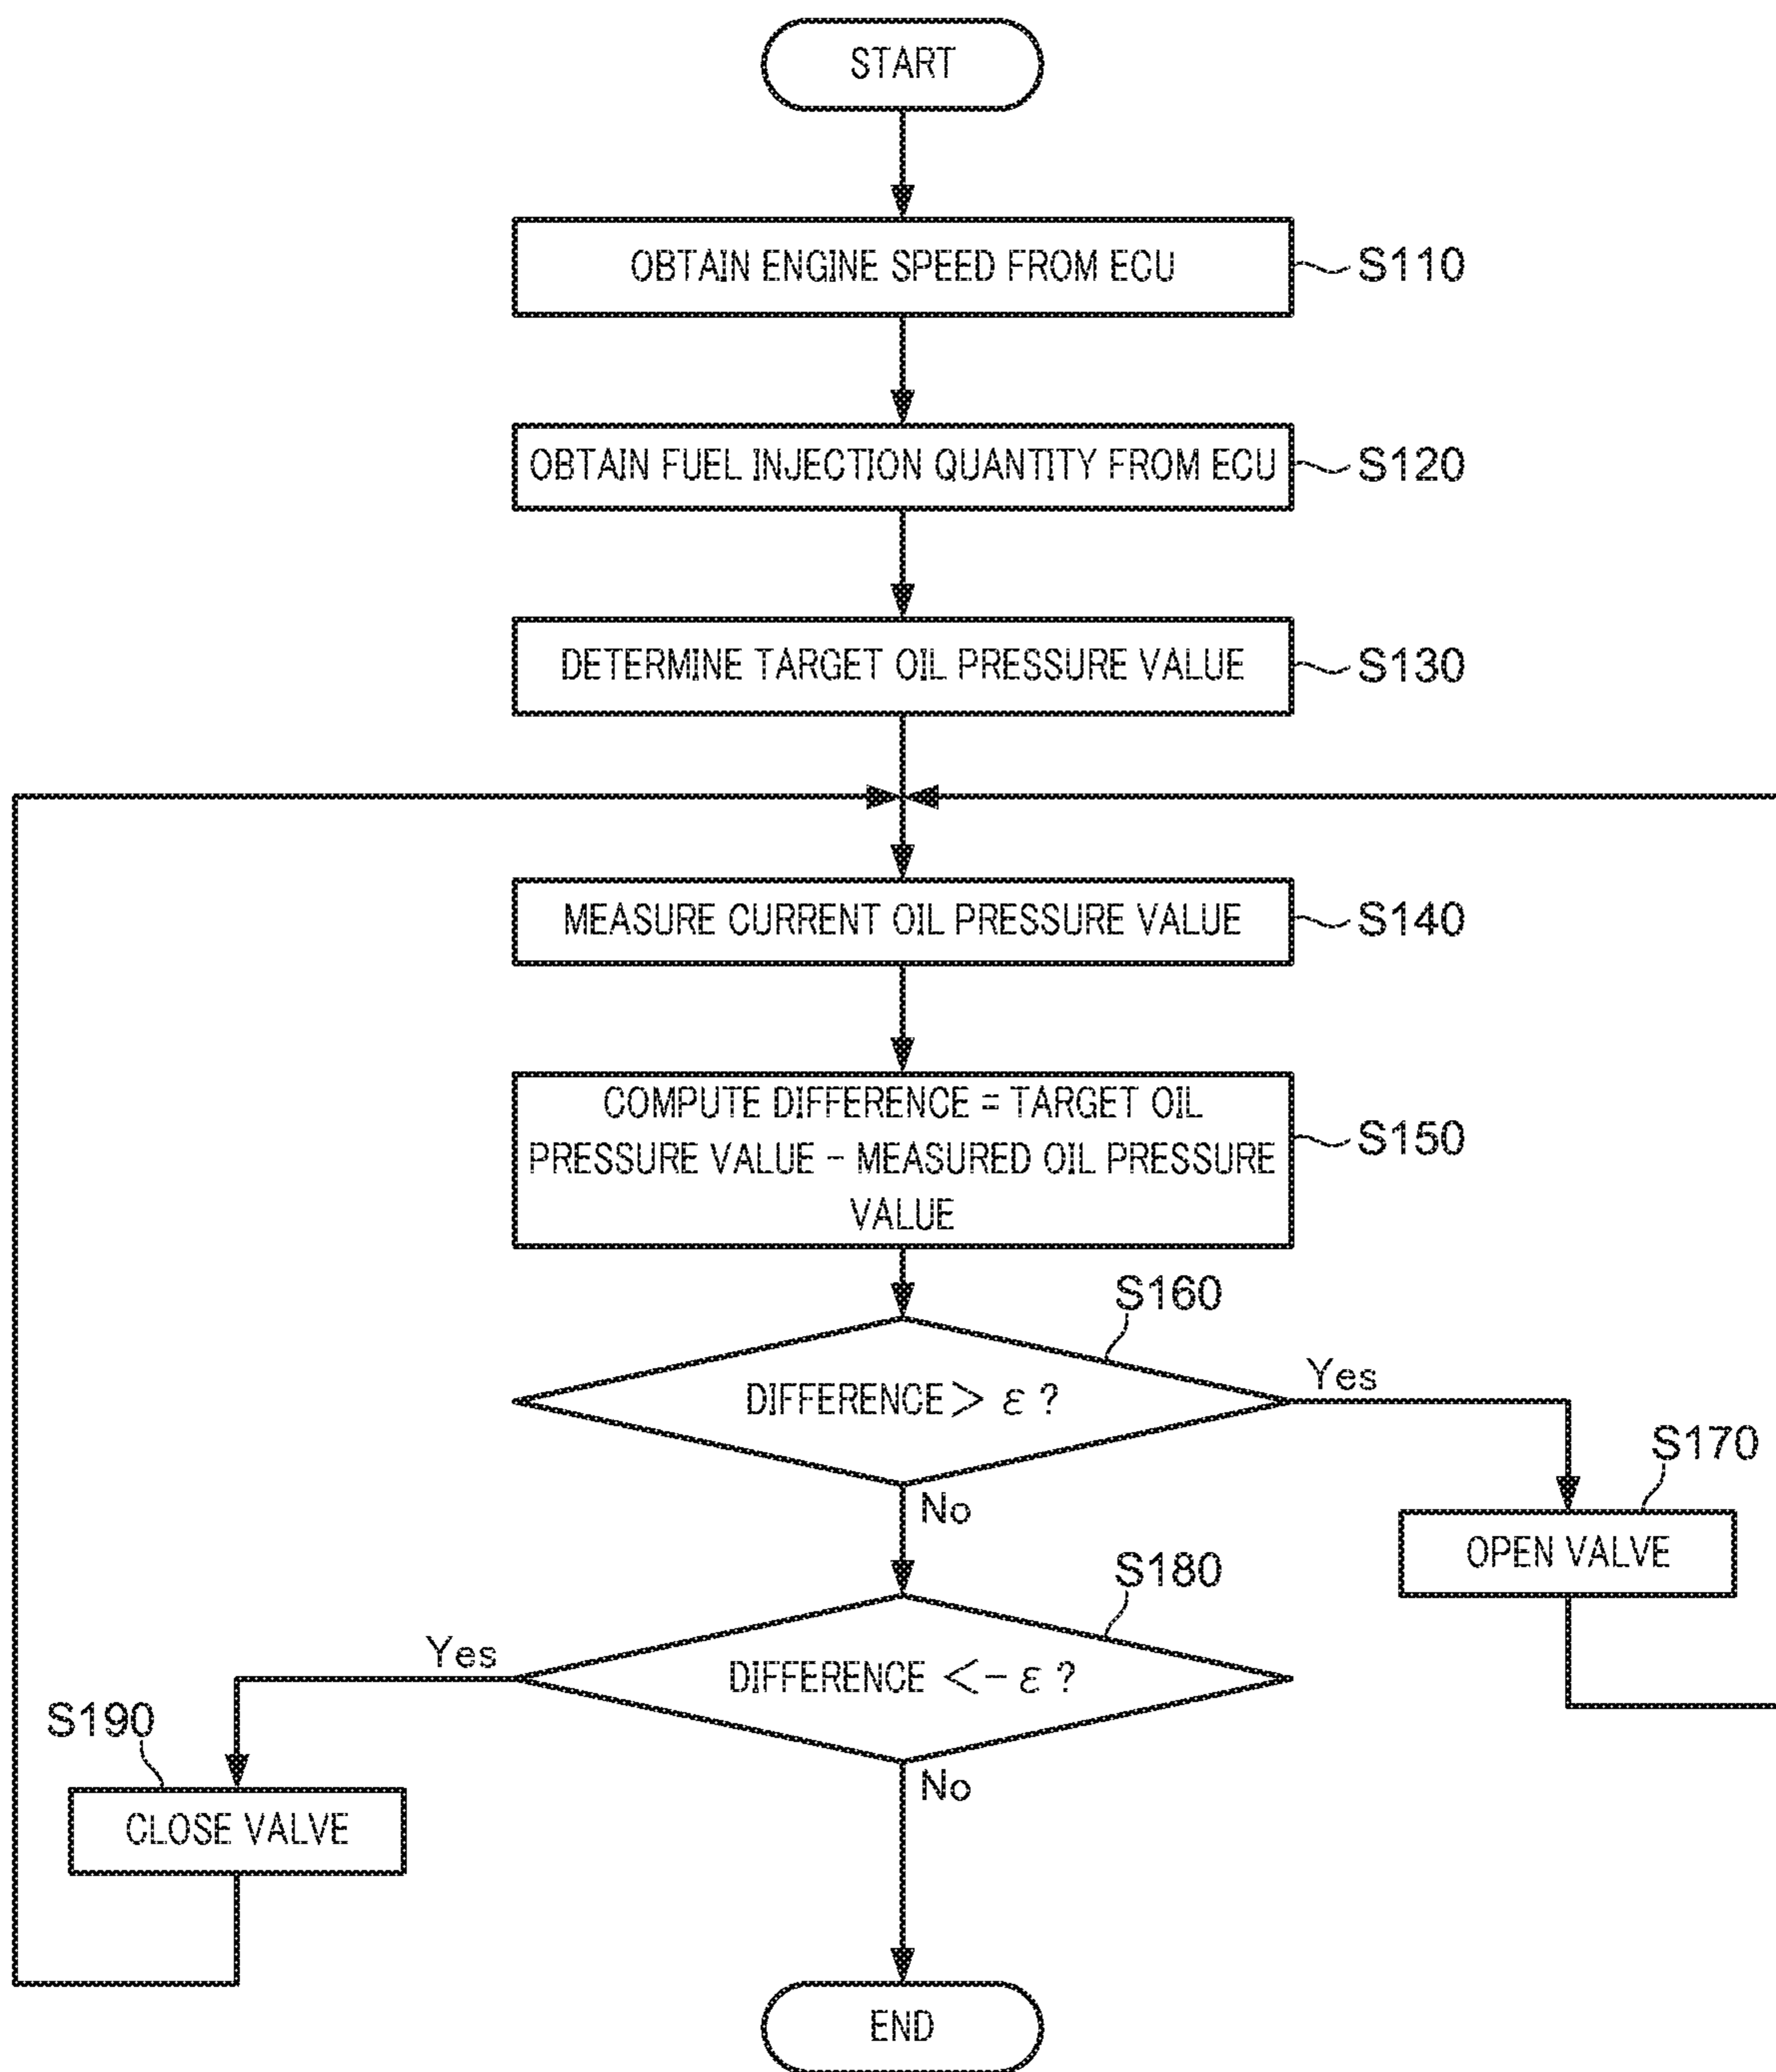 START
OBTAIN ENGINE SPEED FROM ECU
S110
OBTAIN FUEL INJECTION QUANTITY FROM ECU
S120
DETERMINE TARGET OIL PRESSURE VALUE
S130
MEASURE CURRENT OIL PRESSURE VALUE
S140
COMPUTE DIFFERENCE = TARGET OIL
PRESSURE VALUE - MEASURED OIL PRESSURE
VALUE
S150
S160
DIFFERENCE > ε ?
Yes
No
S170
OPEN VALVE
S180
DIFFERENCE < - ε ?
Yes
No
S190
CLOSE VALVE
END